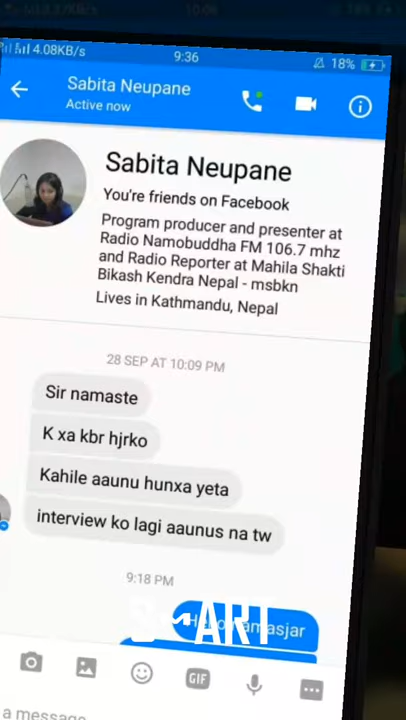 4.08KB/s
9:36
18%
Sabita Neupane
Active now
Sabita Neupane
You're friends on Facebook
Program producer and presenter at
Radio Namobuddha FM 106.7 mhz
and Radio Reporter at Mahila Shakti
Bikash Kendra Nepal - msbkn
Lives in Kathmandu, Nepal
28 SEP AT 10:09 PM
Sir namaste
K xa kbr hjrko
Kahile aaunu hunxa yeta
interview ko lagi aaunus na tw
9:18 PM
namasjar
SMART
GIF
a message